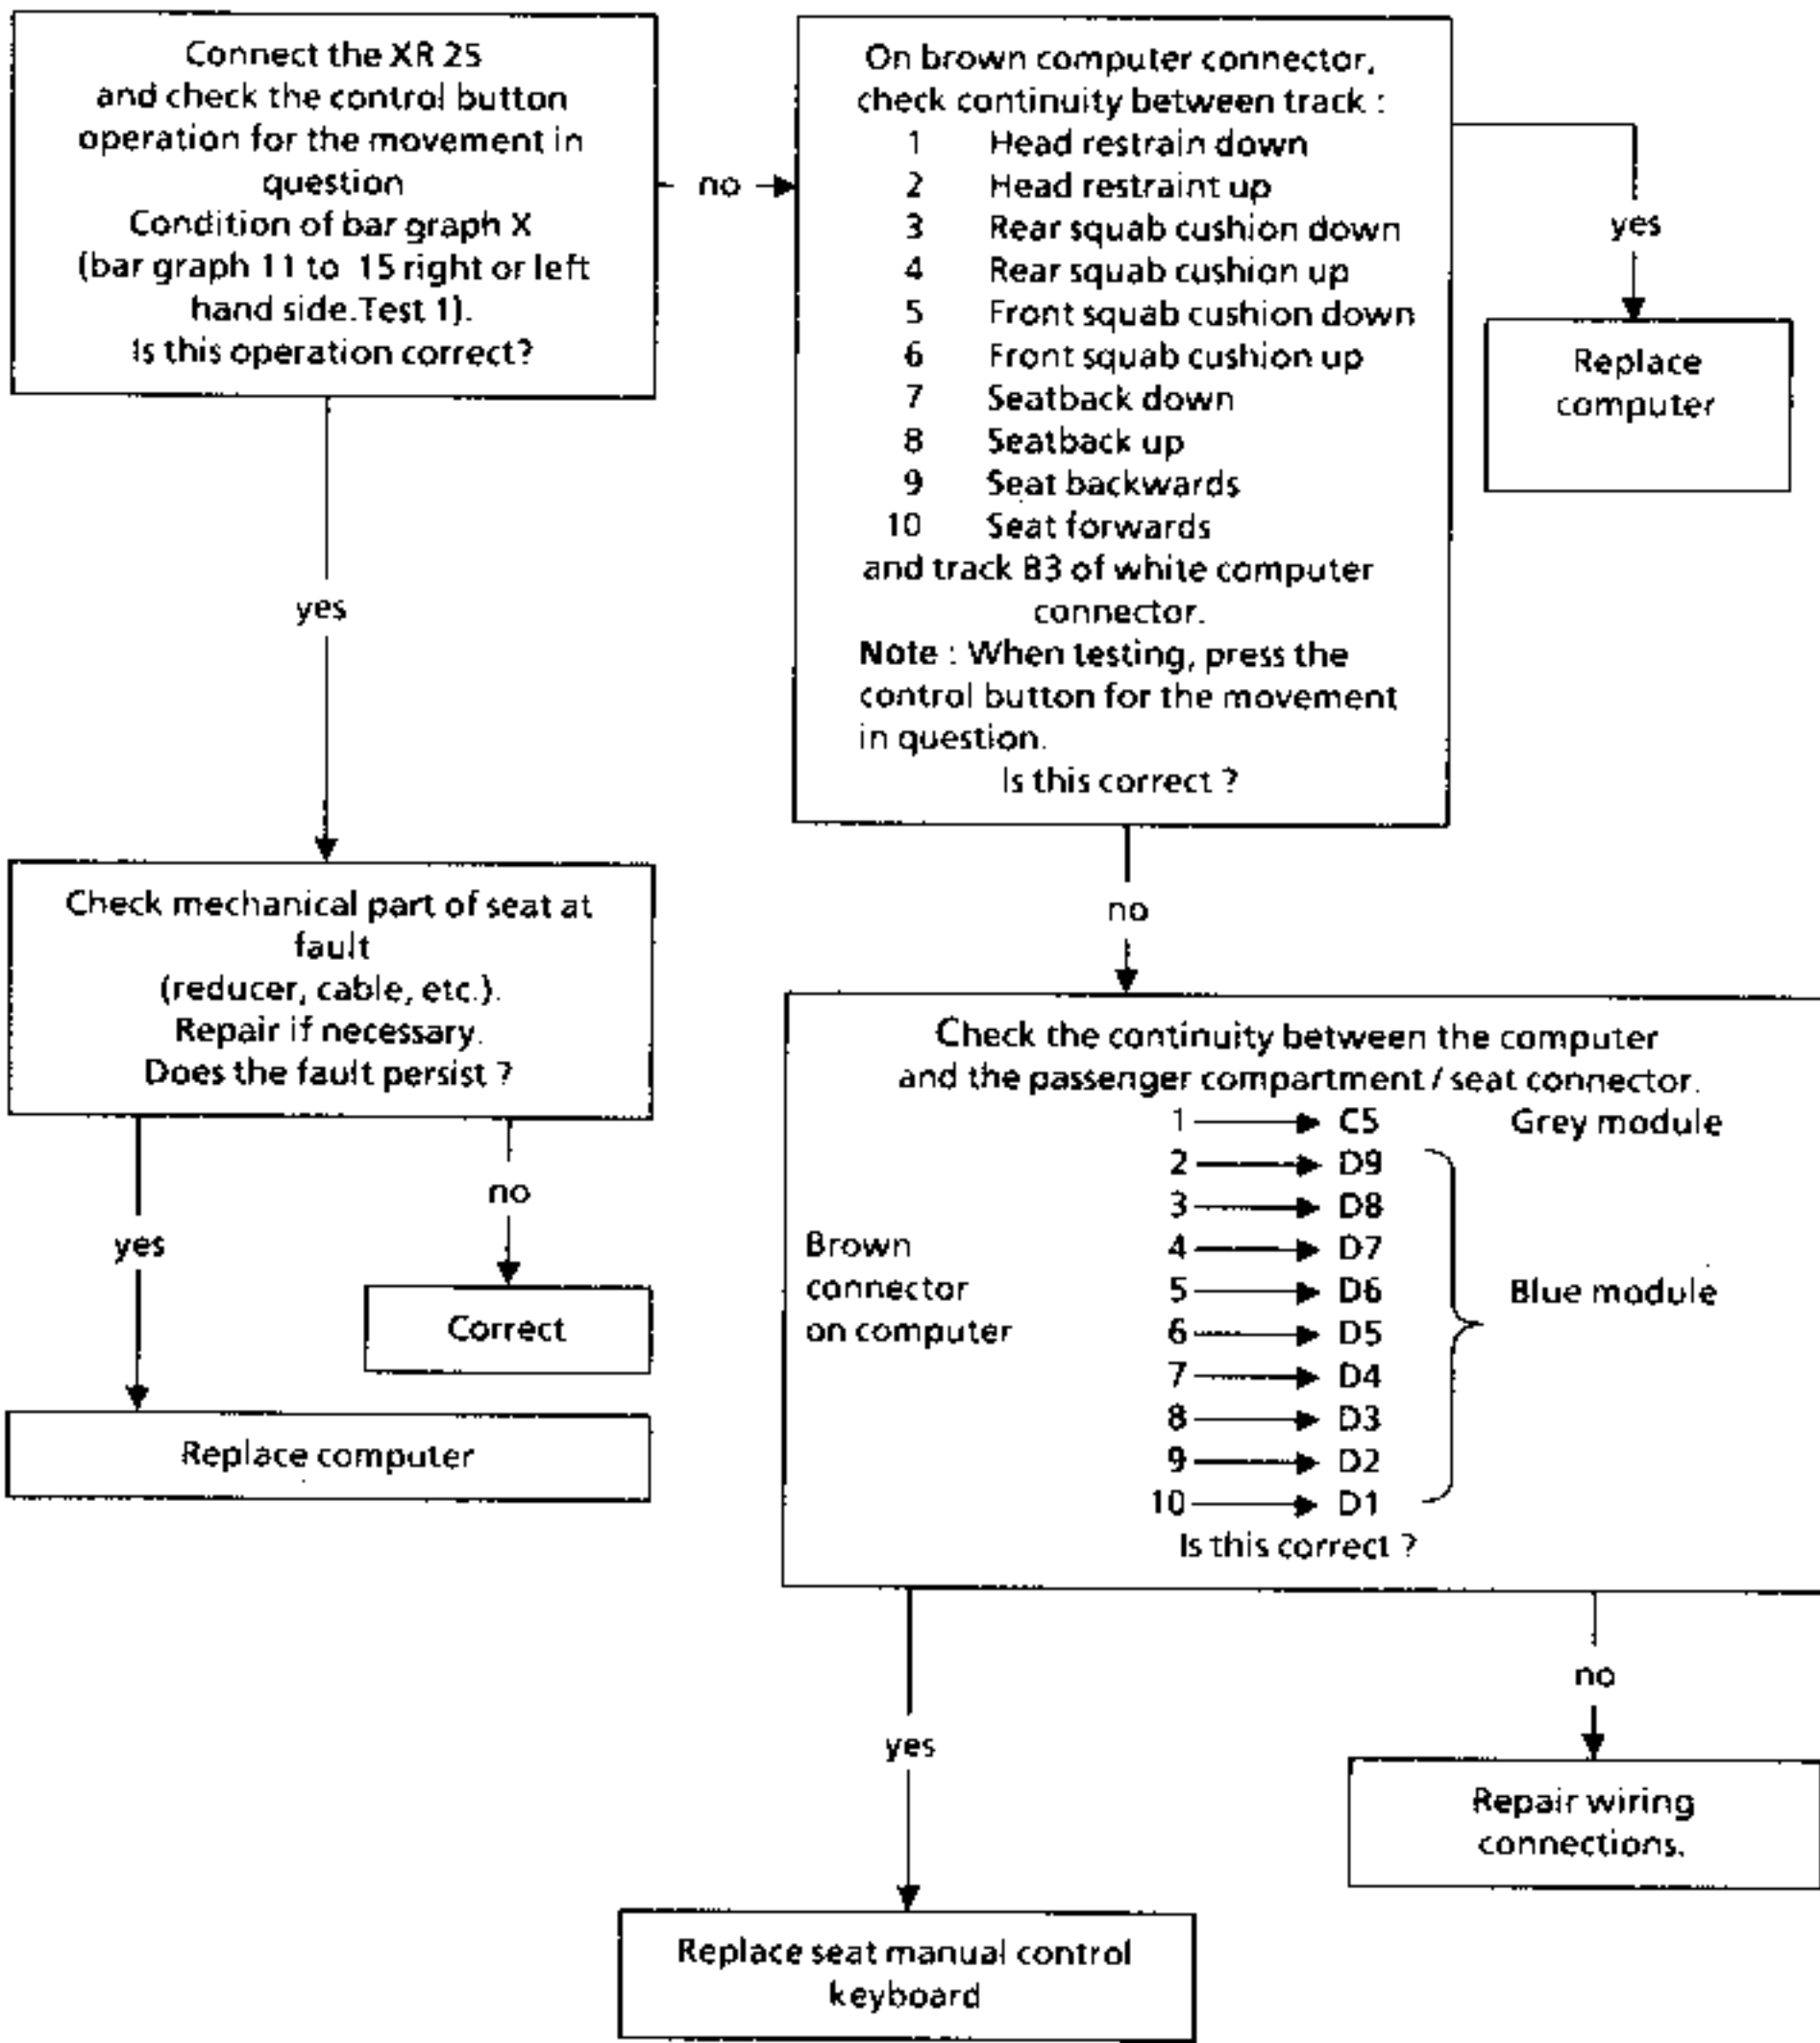 Connect the XR 25
and check the control button
operation for the movement in
question
Condition of bar graph X
(bar graph 11 to 15 right or left
hand side.Test 1).
Is this operation correct?
no
On brown computer connector,
check continuity between track :
1 Head restrain down
2 Head restraint up
3 Rear squab cushion down
4 Rear squab cushion up
5 Front squab cushion down
6 Front squab cushion up
7 Seatback down
8 Seatback up
9 Seat backwards
10 Seat forwards
and track B3 of white computer
connector.
Note : When testing, press the
control button for the movement
in question.
Is this correct ?
yes
Replace
computer
yes
Check mechanical part of seat at
fault
(reducer, cable, etc.).
Repair if necessary.
Does the fault persist ?
yes
no
Correct
Replace computer
no
Check the continuity between the computer
and the passenger compartment / seat connector.
1 C5 Grey module
2 D9
3 D8
Brown 4 D7
connector 5 D6 Blue module
on computer 6 D5
7 D4
8 D3
9 D2
10 D1
Is this correct ?
yes
no
Repair wiring
connections.
Replace seat manual control
keyboard